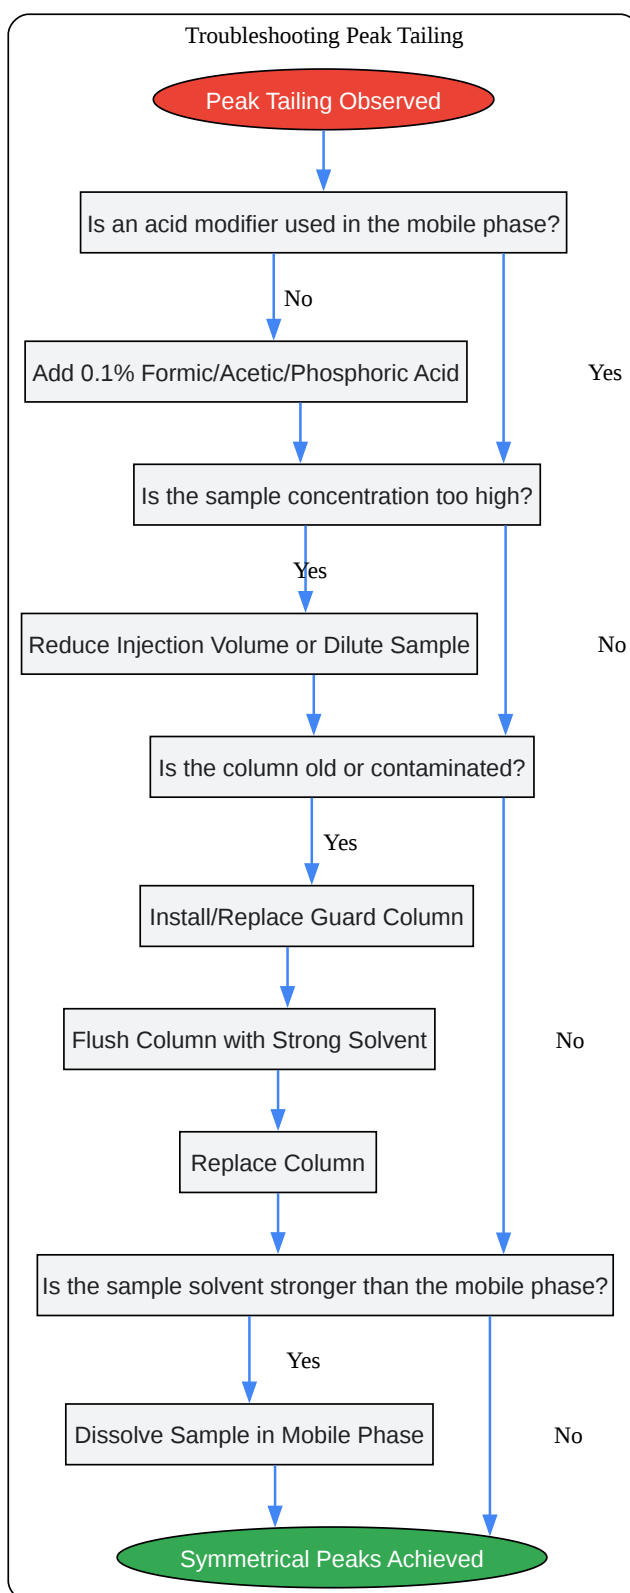 Troubleshooting Peak Tailing
Peak Tailing Observed
Is an acid modifier used in the mobile phase?
No
Add 0.1% Formic/Acetic/Phosphoric Acid
Yes
Is the sample concentration too high?
Yes
Reduce Injection Volume or Dilute Sample
No
Is the column old or contaminated?
Yes
Install/Replace Guard Column
Flush Column with Strong Solvent
No
Replace Column
Is the sample solvent stronger than the mobile phase?
Yes
Dissolve Sample in Mobile Phase
No
Symmetrical Peaks Achieved